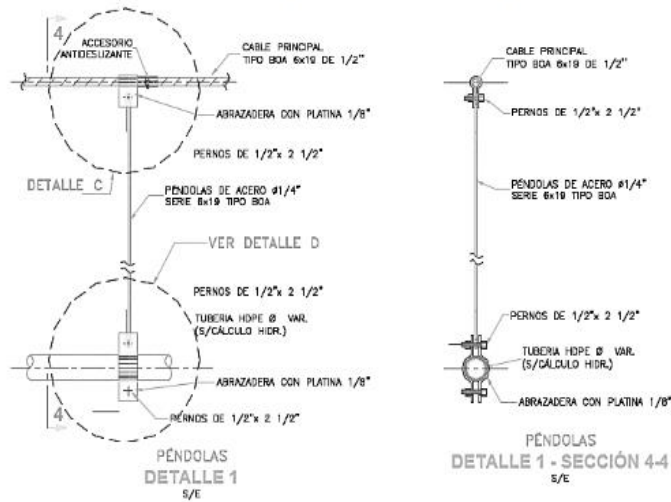 4
ACCESORIO
ANTIDESLIZANTE
CABLE PRINCIPAL
TIPO BOA 6x19 DE 1/2"
ABRAZADERA CON PLATINA 1/8"
PERNOS DE 1/2"x 2 1/2"
DETALLE C
PÉNDOLAS DE ACERO ø1/4"
SERIE 6x19 TIPO BOA
VER DETALLE D
PERNOS DE 1/2"x 2 1/2"
TUBERIA HDPE Ø VAR.
(S/CÁLCULO HIDR.)
ABRAZADERA CON PLATINA 1/8"
4
PERNOS DE 1/2"x 2 1/2"
PÉNDOLAS
DETALLE 1
S/E
CABLE PRINCIPAL
TIPO BOA 6x19 DE 1/2"
PERNOS DE 1/2"x 2 1/2"
PÉNDOLAS DE ACERO ø1/4"
SERIE 6x19 TIPO BOA
PERNOS DE 1/2"x 2 1/2"
TUBERIA HDPE Ø VAR.
(S/CÁLCULO HIDR.)
ABRAZADERA CON PLATINA 1/8"
PÉNDOLAS
DETALLE 1 - SECCIÓN 4-4
S/E